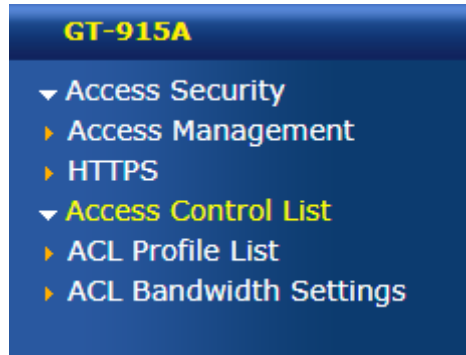 GT-915A
Access Security
Access Management
HTTPS
Access Control List
ACL Profile List
ACL Bandwidth Settings